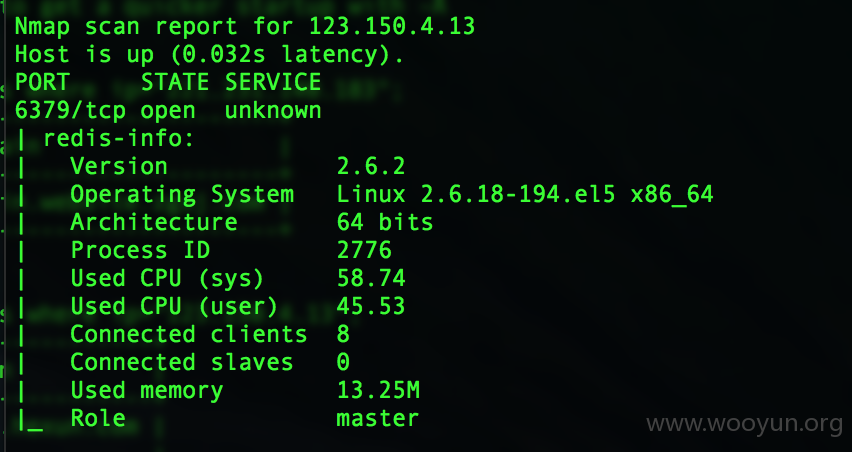 Nmap scan report for 123.150.4.13
Host is up (0.032s latency).
PORT     STATE SERVICE
6379/tcp open  unknown
| redis-info:
|   Version            2.6.2
|   Operating System   Linux 2.6.18-194.el5 x86_64
|   Architecture       64 bits
|   Process ID         2776
|   Used CPU (sys)     58.74
|   Used CPU (user)    45.53
|   Connected clients  8
|   Connected slaves   0
|   Used memory        13.25M
|_  Role               master
www.wooyun.org